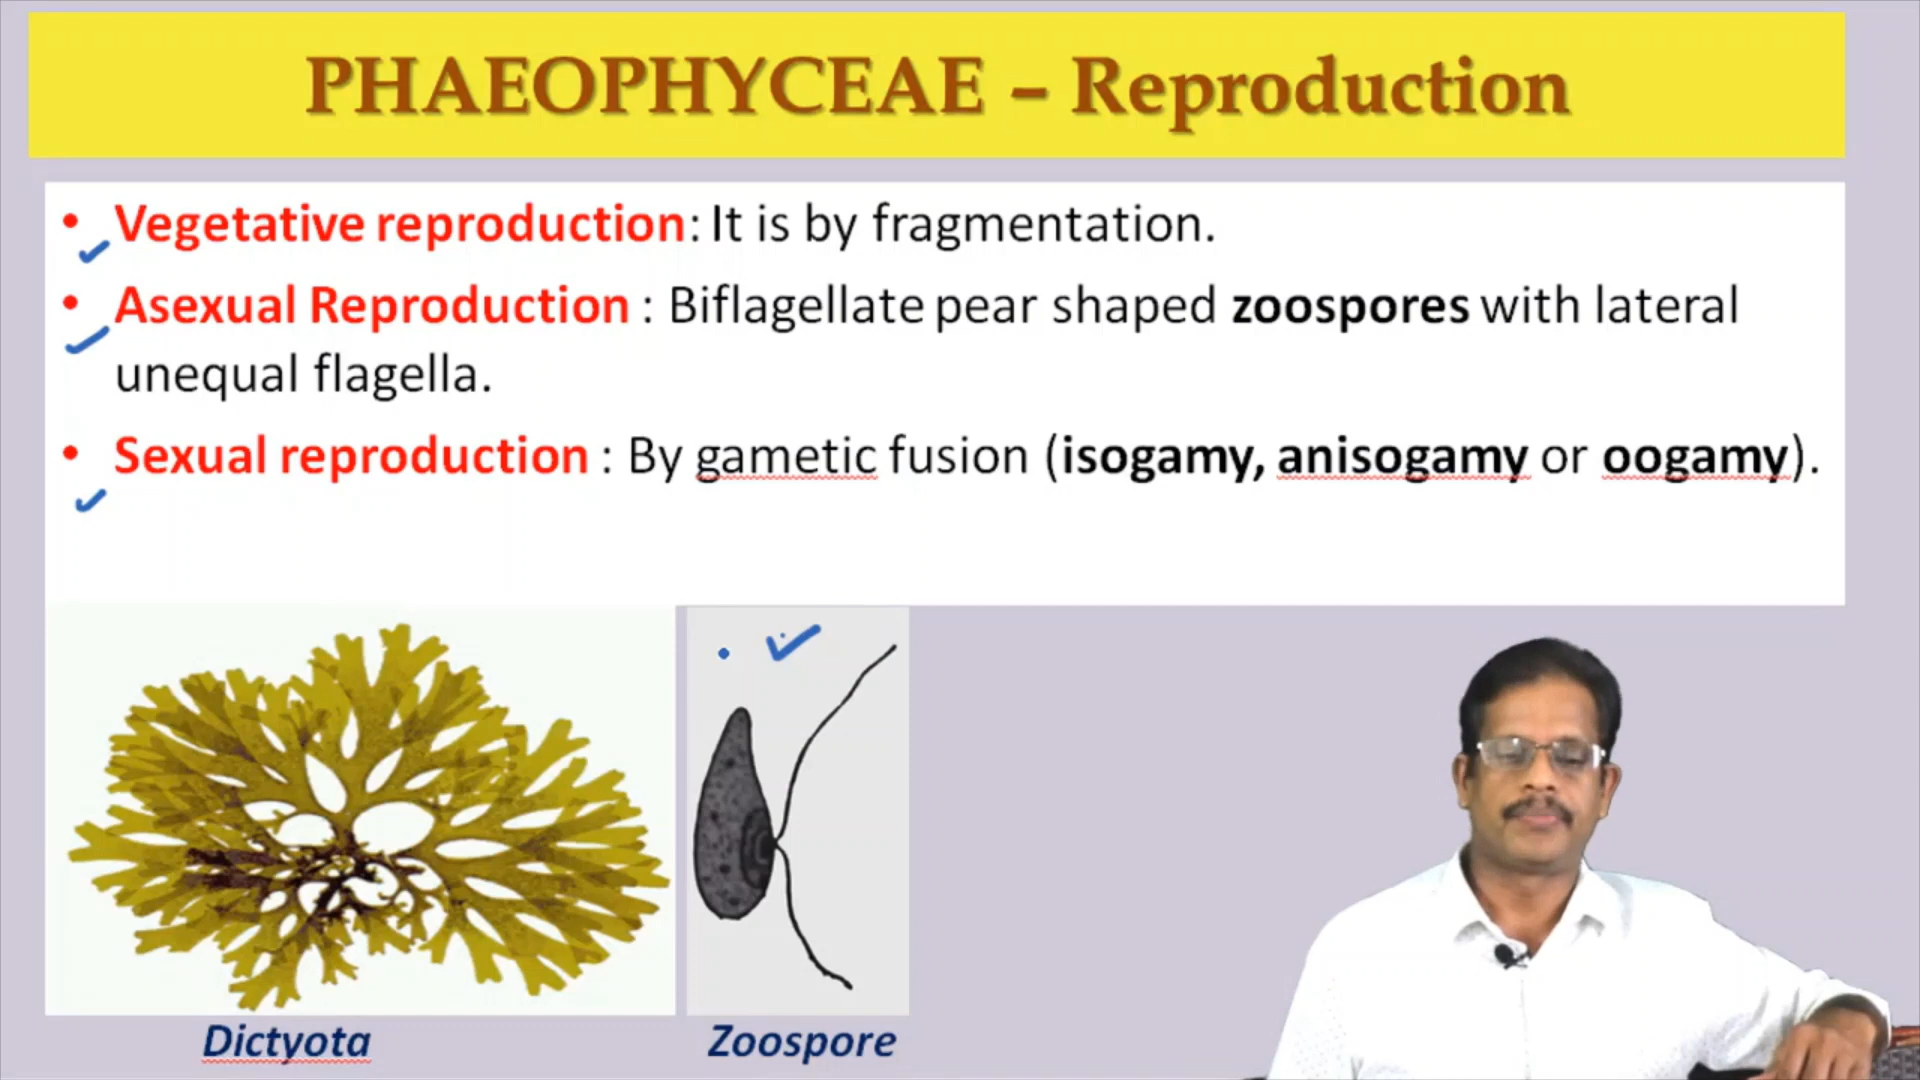 PHAEOPHYCEAE – Reproduction
• Vegetative reproduction: It is by fragmentation.
• Asexual Reproduction : Biflagellate pear shaped zoospores with lateral
unequal flagella.
• Sexual reproduction : By gametic fusion (isogamy, anisogamy or oogamy).
Dictyota
Zoospore